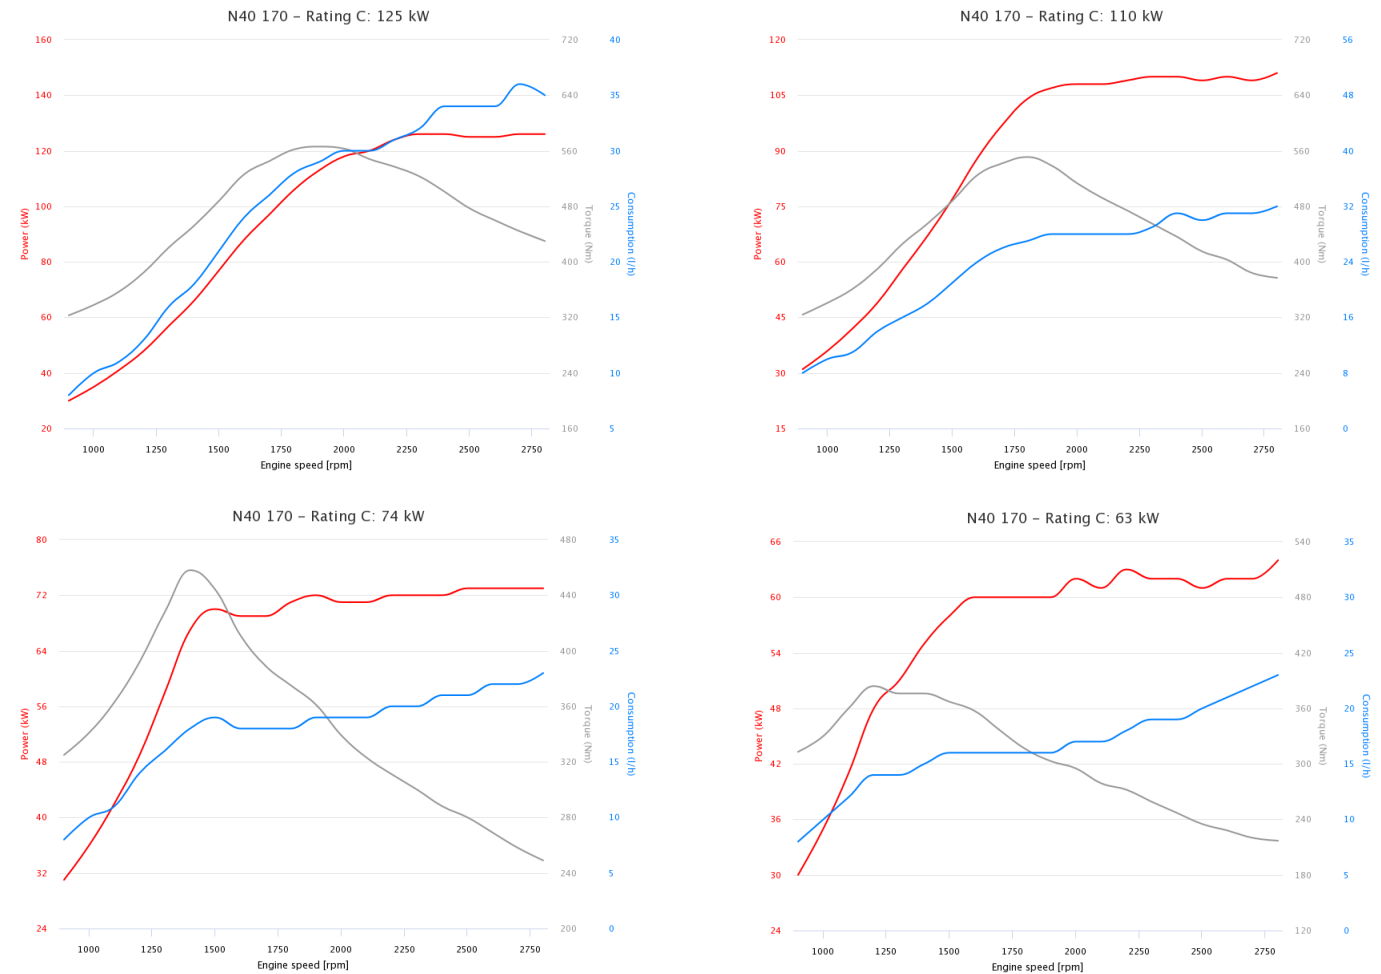 N40 170 – Rating C: 125 kW
160 720 40
140 640 35
120 560 30
100 480 25
80 400 20
60 320 15
40 240 10
20 160 5
Power (kW)
Torque (Nm)
Consumption (l/h)
1000 1250 1500 1750 2000 2250 2500 2750
Engine speed [rpm]
N40 170 – Rating C: 110 kW
120 720 56
105 640 48
90 560 40
75 480 32
60 400 24
45 320 16
30 240 8
15 160 0
Power (kW)
Torque (Nm)
Consumption (l/h)
1000 1250 1500 1750 2000 2250 2500 2750
Engine speed [rpm]
N40 170 – Rating C: 74 kW
80 480 35
72 440 30
64 400 25
56 360 20
48 320 15
40 280 10
32 240 5
24 200 0
Power (kW)
Torque (Nm)
Consumption (l/h)
1000 1250 1500 1750 2000 2250 2500 2750
Engine speed [rpm]
N40 170 – Rating C: 63 kW
66 540 35
60 480 30
54 420 25
48 360 20
42 300 15
36 240 10
30 180 5
24 120 0
Power (kW)
Torque (Nm)
Consumption (l/h)
1000 1250 1500 1750 2000 2250 2500 2750
Engine speed [rpm]